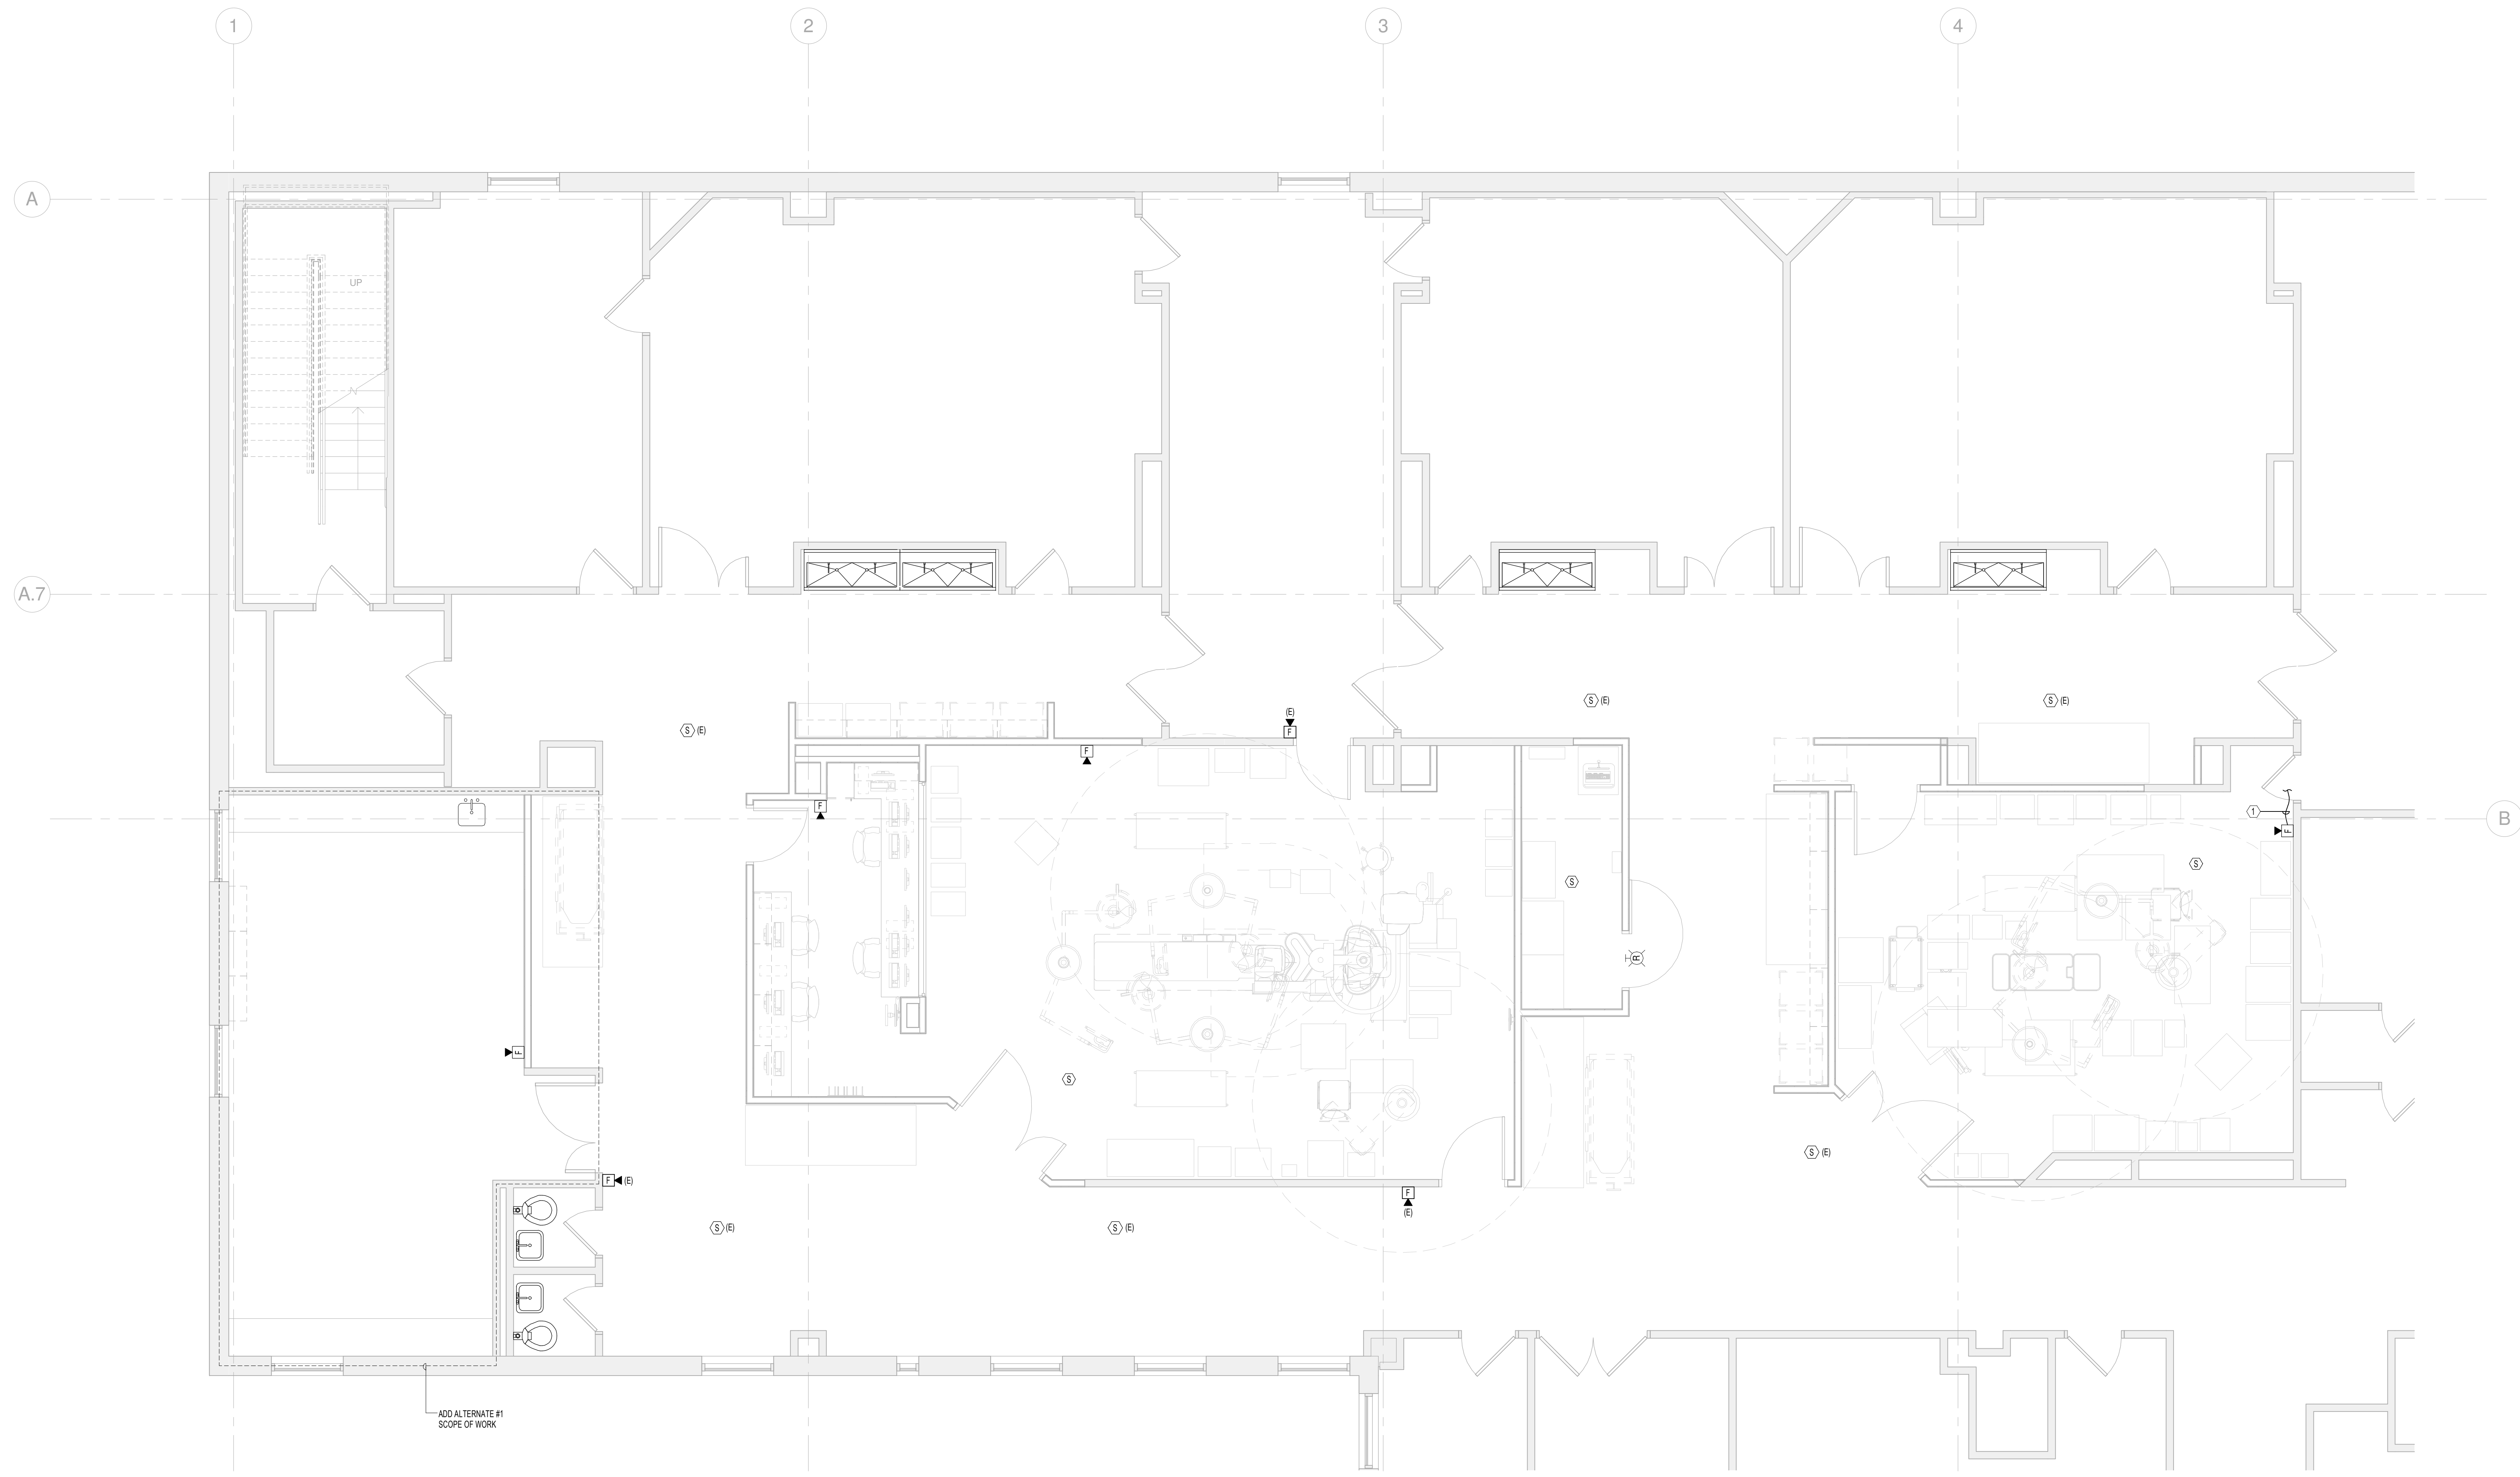 1
2
3
4
A
UP
A.7
S (E)
S (E)
S (E)
(E)
F
F
F
1
B
F
S
S
R
F
S
S (E)
F (E)
F
(E)
S (E)
S (E)
ADD ALTERNATE #1
SCOPE OF WORK